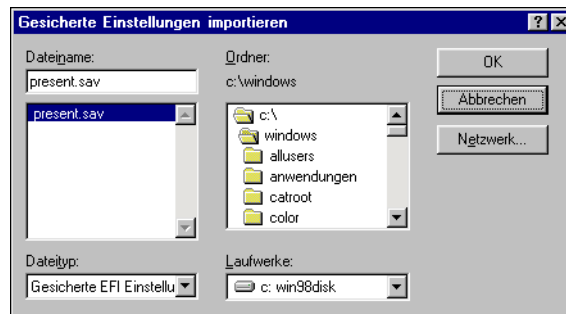 Gesicherte Einstellungen importieren
Dateiname:
present.sav
present.sav
Ordner:
c:\windows
c:\
windows
allusers
anwendungen
catroot
color
OK
Abbrechen
Netzwerk...
Dateityp:
Gesicherte EFI Einstellu
Laufwerke:
c: win98disk